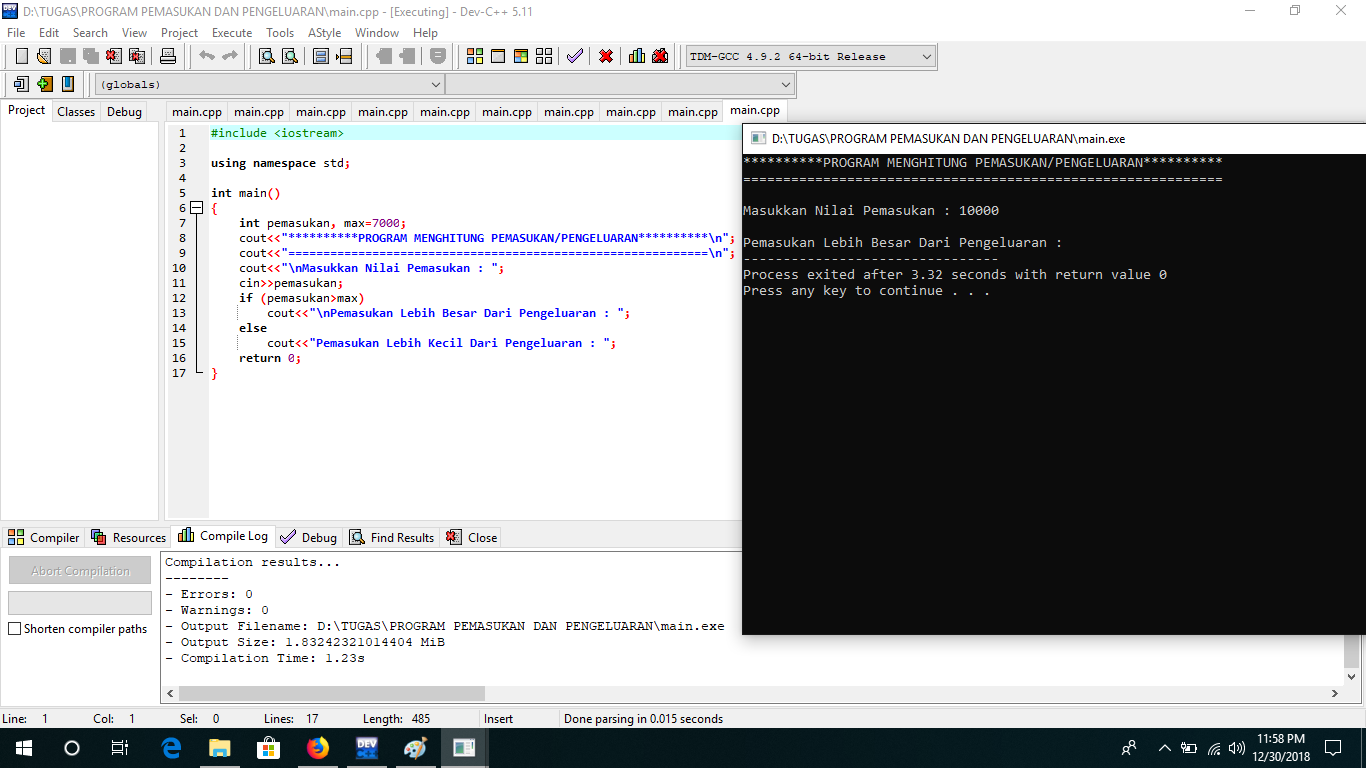 D:\TUGAS\PROGRAM PEMASUKAN DAN PENGELUARAN\main.cpp - [Executing] - Dev-C++ 5.11
File Edit Search View Project Execute Tools AStyle Window Help
TDM-GCC 4.9.2 64-bit Release
(globals)
Project Classes Debug
main.cpp main.cpp main.cpp main.cpp main.cpp main.cpp main.cpp main.cpp main.cpp main.cpp
1 #include <iostream>
2
3 using namespace std;
4
5 int main()
6 {
7 int pemasukan, max=7000;
8 cout<<"**********PROGRAM MENGHITUNG PEMASUKAN/PENGELUARAN**********\n";
9 cout<<"============================================================\n";
10 cout<<"\nMasukkan Nilai Pemasukan : ";
11 cin>>pemasukan;
12 if (pemasukan>max)
13 cout<<"\nPemasukan Lebih Besar Dari Pengeluaran : ";
14 else
15 cout<<"Pemasukan Lebih Kecil Dari Pengeluaran : ";
16 return 0;
17 }
D:\TUGAS\PROGRAM PEMASUKAN DAN PENGELUARAN\main.exe
**********PROGRAM MENGHITUNG PEMASUKAN/PENGELUARAN**********
============================================================
Masukkan Nilai Pemasukan : 10000
Pemasukan Lebih Besar Dari Pengeluaran :
--------------------------------
Process exited after 3.32 seconds with return value 0
Press any key to continue . . .
Compiler Resources Compile Log Debug Find Results Close
Abort Compilation
Shorten compiler paths
Compilation results...
--------
- Errors: 0
- Warnings: 0
- Output Filename: D:\TUGAS\PROGRAM PEMASUKAN DAN PENGELUARAN\main.exe
- Output Size: 1.83242321014404 MiB
- Compilation Time: 1.23s
Line: 1 Col: 1 Sel: 0 Lines: 17 Length: 485 Insert Done parsing in 0.015 seconds
DEV
11:58 PM
12/30/2018